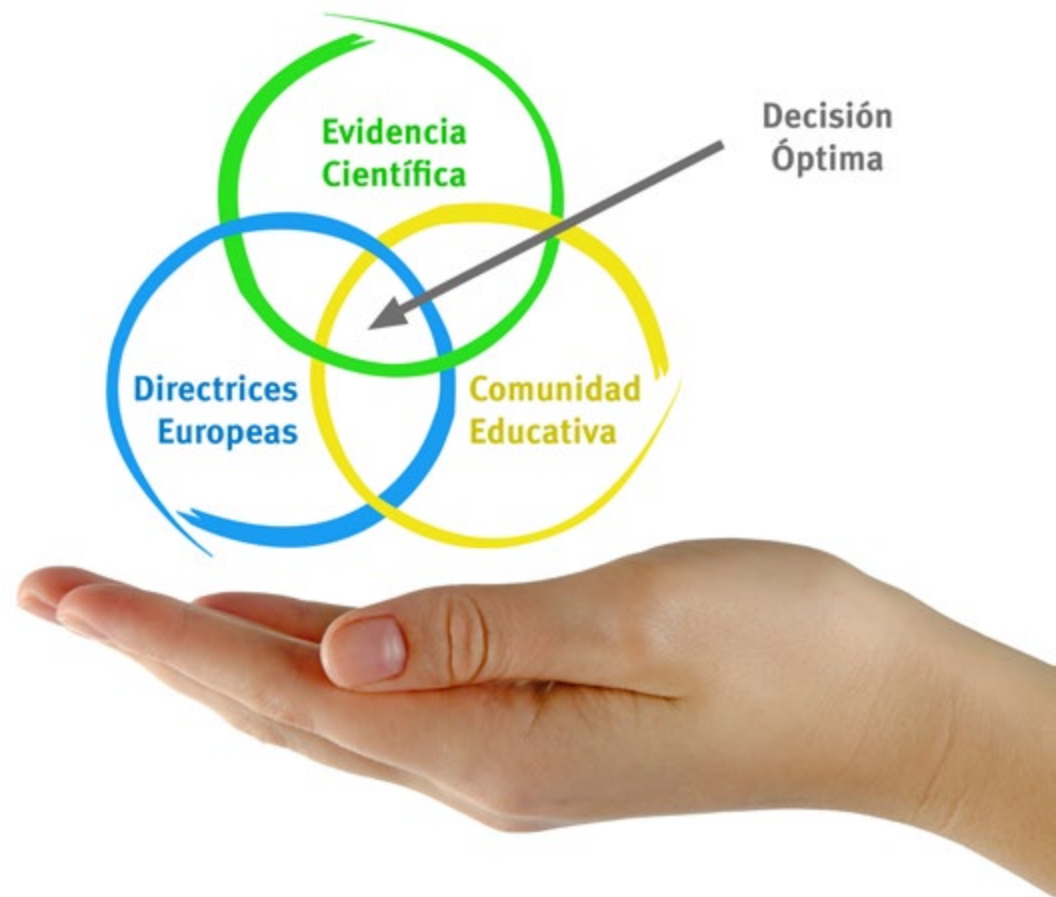 Evidencia
Científica
Decisión
Óptima
Directrices
Europeas
Comunidad
Educativa